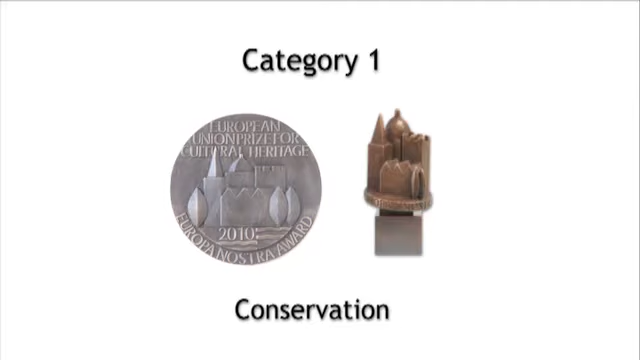 Category 1
EUROPEAN
UNION PRIZE FOR
CULTURAL HERITAGE
2010
EUROPA NOSTRA AWARD
Conservation